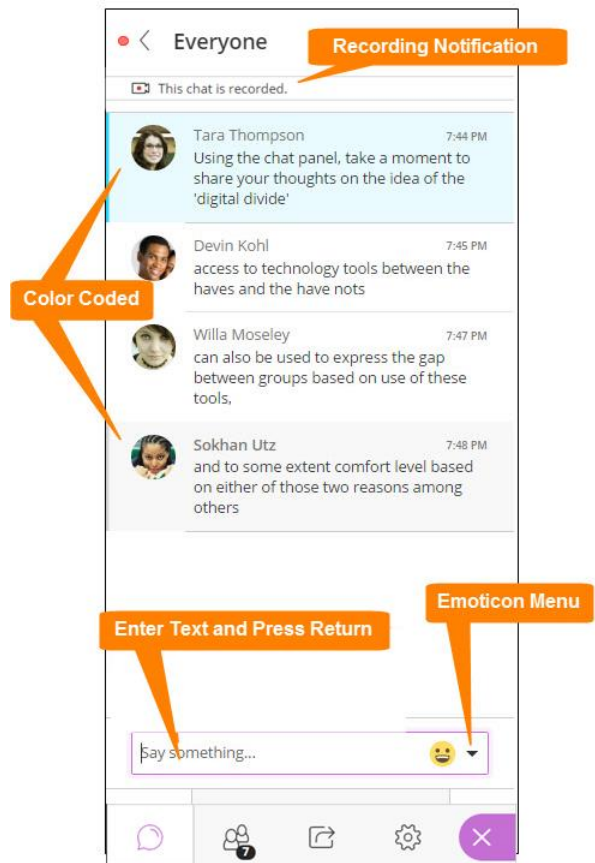 Everyone
Recording Notification
This chat is recorded.
Tara Thompson 7:44 PM
Using the chat panel, take a moment to
share your thoughts on the idea of the
'digital divide'
Devin Kohl 7:45 PM
access to technology tools between the
haves and the have nots
Color Coded
Willa Moseley 7:47 PM
can also be used to express the gap
between groups based on use of these
tools,
Sokhan Utz 7:48 PM
and to some extent comfort level based
on either of those two reasons among
others
Emoticon Menu
Enter Text and Press Return
Say something...
7